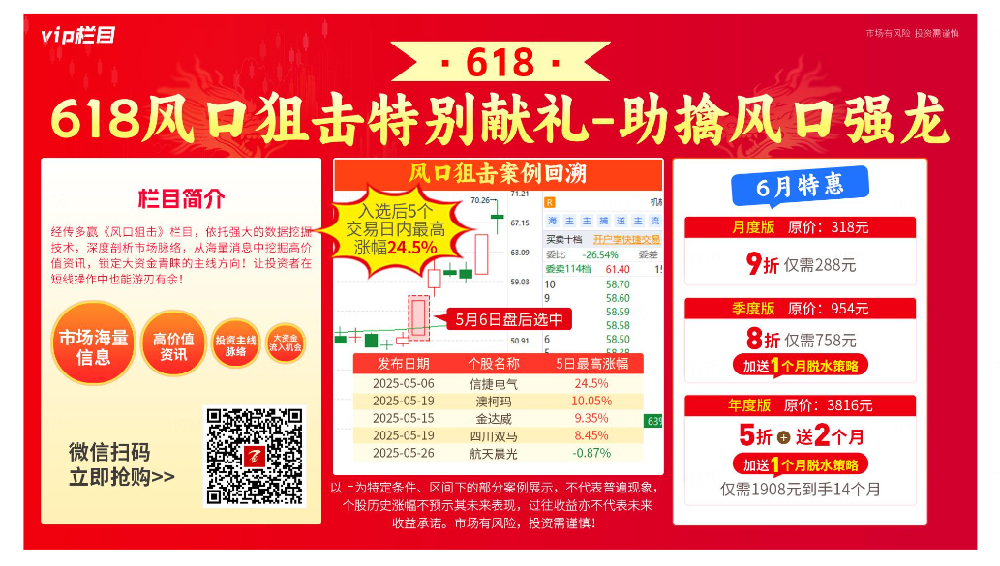 vip栏目
市场有风险 投资需谨慎
· 618 ·
618风口狙击特别献礼-助擒风口强龙
栏目简介
经传多赢《风口狙击》栏目，依托强大的数据挖掘
技术，深度剖析市场脉络，从海量消息中挖掘高价
值资讯，锁定大资金青睐的主线方向！让投资者在
短线操作中也能游刃有余！
市场海量
信息
高价值
资讯
投资主线
脉络
大资金
流入机会
微信扫码
立即抢购>>
风口狙击案例回溯
入选后5个
交易日内最高
涨幅24.5%
70.26
71.21
67.15
63.09
59.03
50.91
5月6日盘后选中
R
海 主 主 捕 逆 主 流
买卖十档 开户享快捷交易
委比 -26.54% 委差
委卖114档 61.40
10 58.70
9 58.60
58.59
58.58
6 58.50
发布日期 个股名称 5日最高涨幅
2025-05-06 信捷电气 24.5%
2025-05-19 澳柯玛 10.05%
2025-05-15 金达威 9.35%
2025-05-19 四川双马 8.45%
2025-05-26 航天晨光 -0.87%
以上为特定条件、区间下的部分案例展示，不代表普遍现象，
个股历史涨幅不预示其未来表现，过往收益亦不代表未来
收益承诺。市场有风险，投资需谨慎！
6月特惠
月度版 原价：318元
9折 仅需288元
季度版 原价：954元
8折 仅需758元
加送1个月脱水策略
年度版 原价：3816元
5折 + 送2个月
加送1个月脱水策略
仅需1908元到手14个月